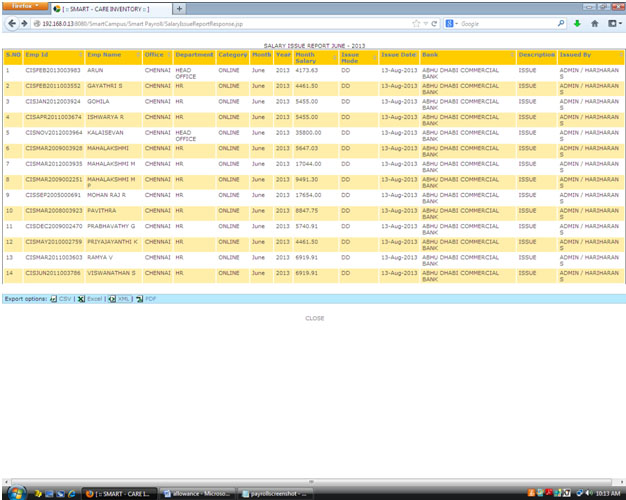 Firefox
[ :: SMART - CARE INVENTORY :: ]
192.168.0.13:8080/SmartCampus/Smart Payroll/SalaryIssueReportResponse.jsp
Google
SALARY ISSUE REPORT JUNE - 2013
S.NO Emp Id Emp Name Office Department Category Month Year Month Salary Issue Mode Issue Date Bank Description Issued By
1 CISFEB2013003983 ARUN CHENNAI HEAD OFFICE ONLINE June 2013 4173.63 DD 13-Aug-2013 ABHU DHABI COMMERCIAL BANK ISSUE ADMIN / HARIHARAN S
2 CISFEB2011003552 GAYATHRI S CHENNAI HR ONLINE June 2013 4461.50 DD 13-Aug-2013 ABHU DHABI COMMERCIAL BANK ISSUE ADMIN / HARIHARAN S
3 CISJAN2012003924 GOHILA CHENNAI HR ONLINE June 2013 5455.00 DD 13-Aug-2013 ABHU DHABI COMMERCIAL BANK ISSUE ADMIN / HARIHARAN S
4 CISAPR2011003674 ISHWARYA R CHENNAI HR ONLINE June 2013 5455.00 DD 13-Aug-2013 ABHU DHABI COMMERCIAL BANK ISSUE ADMIN / HARIHARAN S
5 CISNOV2012003964 KALAISEVAN CHENNAI HEAD OFFICE ONLINE June 2013 35800.00 DD 13-Aug-2013 ABHU DHABI COMMERCIAL BANK ISSUE ADMIN / HARIHARAN S
6 CISMAR2009003928 MAHALAKSHMI CHENNAI HR ONLINE June 2013 5647.03 DD 13-Aug-2013 ABHU DHABI COMMERCIAL BANK ISSUE ADMIN / HARIHARAN S
7 CISMAR2012003935 MAHALAKSHMI M CHENNAI HR ONLINE June 2013 17044.00 DD 13-Aug-2013 ABHU DHABI COMMERCIAL BANK ISSUE ADMIN / HARIHARAN S
8 CISMAR2009002251 MAHALAKSHMI M P CHENNAI HR ONLINE June 2013 9491.30 DD 13-Aug-2013 ABHU DHABI COMMERCIAL BANK ISSUE ADMIN / HARIHARAN S
9 CISSEP2005000691 MOHAN RAJ R CHENNAI HR ONLINE June 2013 17654.00 DD 13-Aug-2013 ABHU DHABI COMMERCIAL BANK ISSUE ADMIN / HARIHARAN S
10 CISMAR2008003923 PAVITHRA CHENNAI HR ONLINE June 2013 8847.75 DD 13-Aug-2013 ABHU DHABI COMMERCIAL BANK ISSUE ADMIN / HARIHARAN S
11 CISDEC2009002470 PRABHAVATHY G CHENNAI HR ONLINE June 2013 5740.91 DD 13-Aug-2013 ABHU DHABI COMMERCIAL BANK ISSUE ADMIN / HARIHARAN S
12 CISMAY2010002759 PRIYAJAYANTHI K CHENNAI HR ONLINE June 2013 4461.50 DD 13-Aug-2013 ABHU DHABI COMMERCIAL BANK ISSUE ADMIN / HARIHARAN S
13 CISMAR2011003603 RAMYA V CHENNAI HR ONLINE June 2013 6919.91 DD 13-Aug-2013 ABHU DHABI COMMERCIAL BANK ISSUE ADMIN / HARIHARAN S
14 CISJUN2011003786 VISWANATHAN S CHENNAI HR ONLINE June 2013 6919.91 DD 13-Aug-2013 ABHU DHABI COMMERCIAL BANK ISSUE ADMIN / HARIHARAN S
Export options: CSV | Excel | XML | PDF
CLOSE
[ :: SMART - CARE I... allowance - Microso... payrollscreenshot - ... 10:13 AM